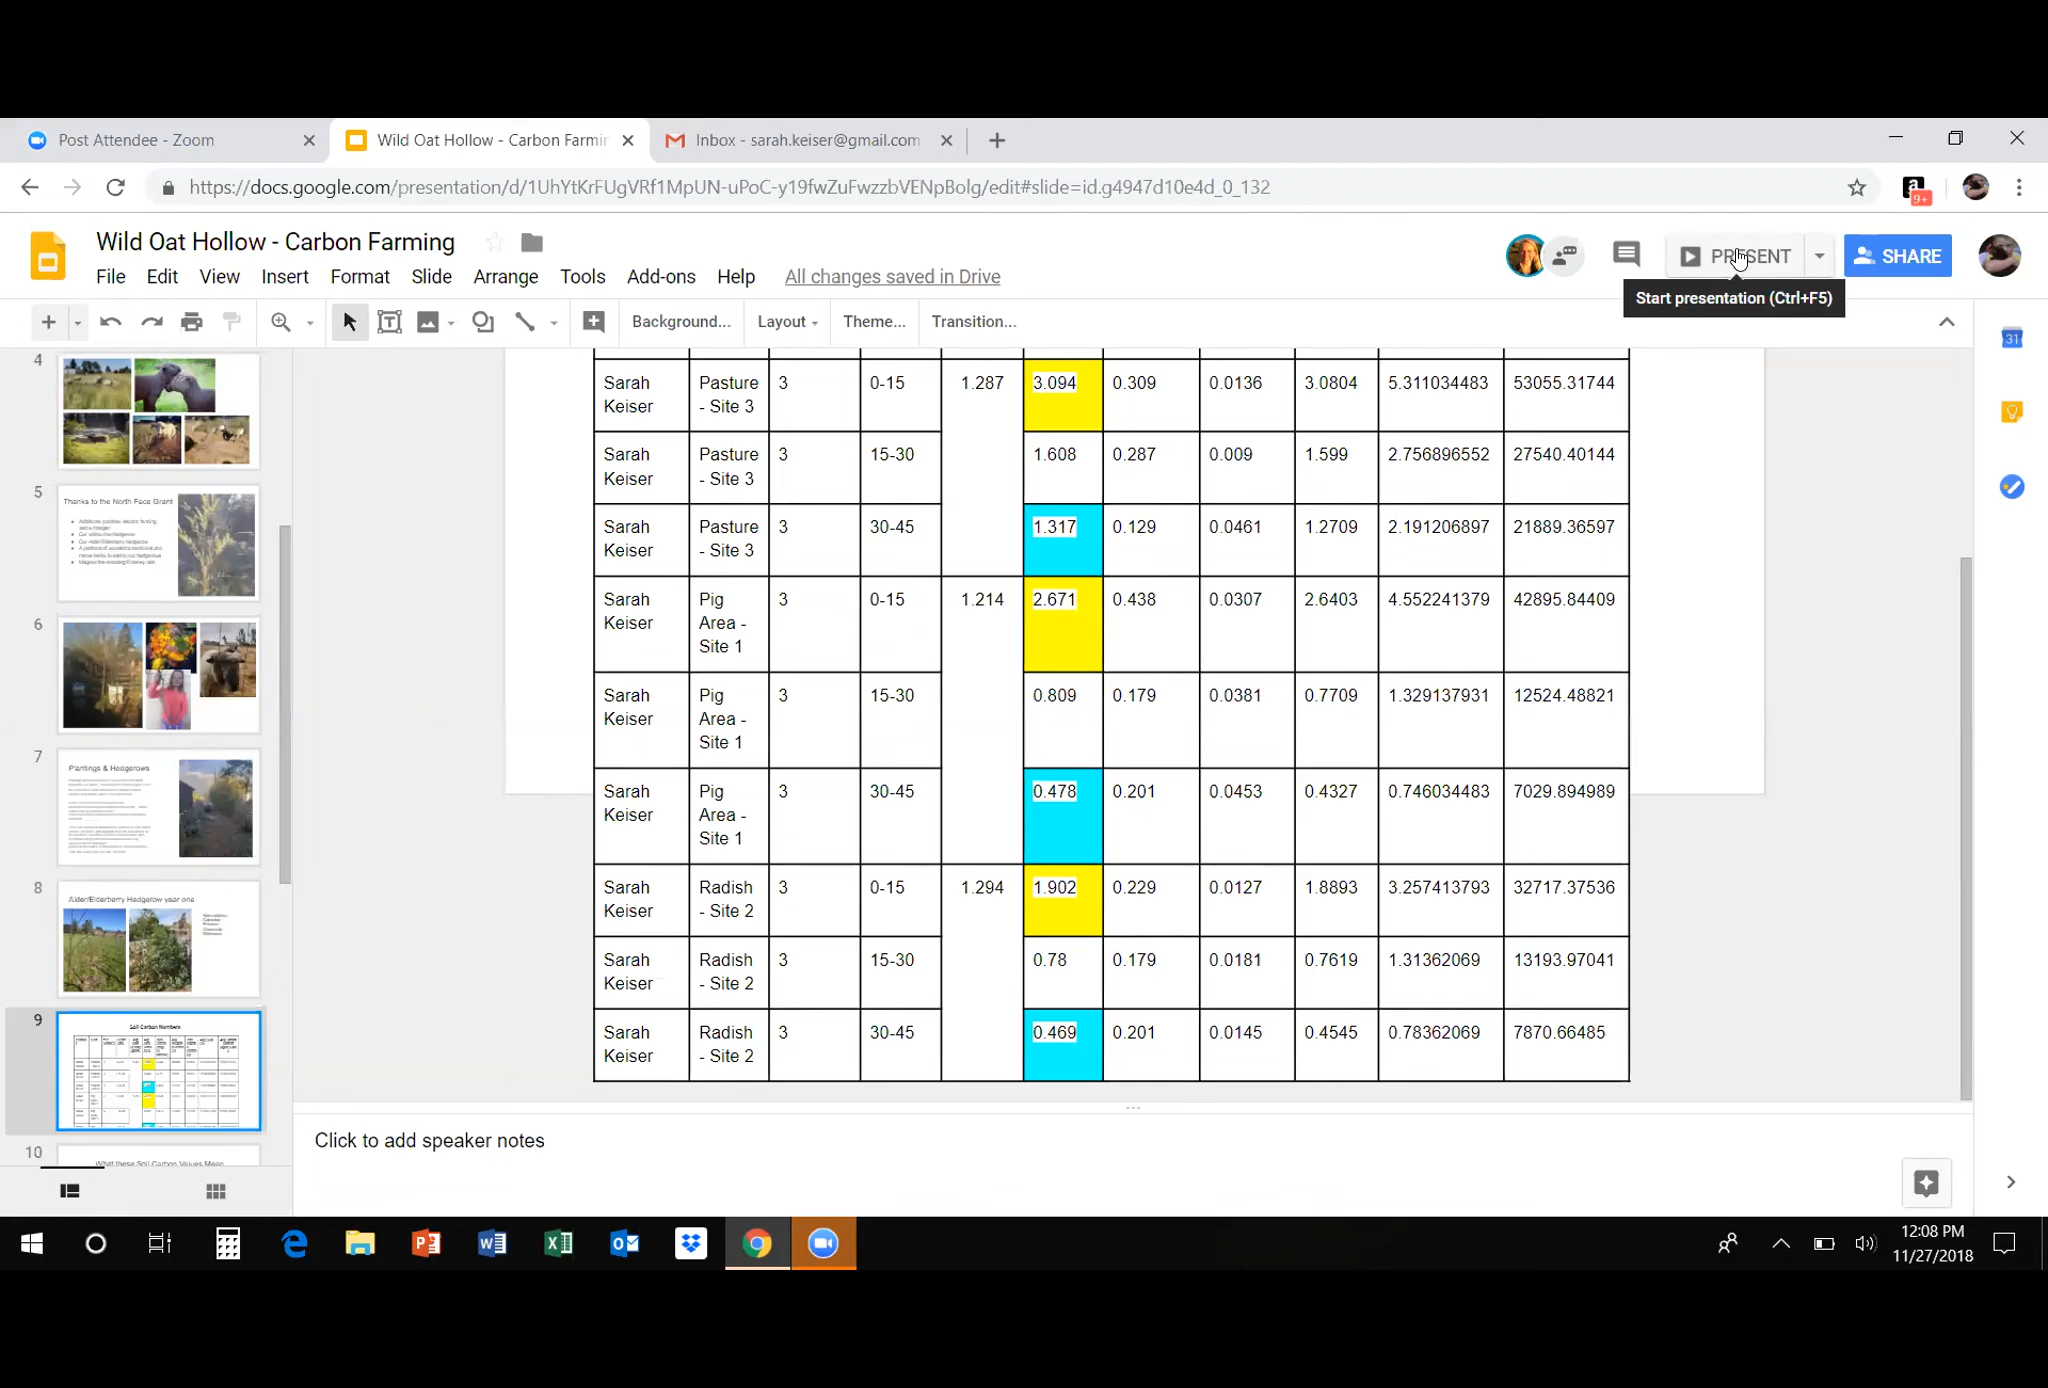 Post Attendee - Zoom
Wild Oat Hollow - Carbon Farmin
Inbox - sarah.keiser@gmail.com
https://docs.google.com/presentation/d/1UhYtKrFUgVRf1MpUN-uPoC-y19fwZuFwzzbVENpBolg/edit#slide=id.g4947d10e4d_0_132
9+
Wild Oat Hollow - Carbon Farming
File Edit View Insert Format Slide Arrange Tools Add-ons Help All changes saved in Drive
PRESENT
SHARE
Start presentation (Ctrl+F5)
Background... Layout Theme... Transition...
31
4
5
Thanks to the North Face Grant
6
7
Plantings & Hedgerows
8
Alder/Elderberry Hedgerow year one
9
Soil Carbon Numbers
10
What these Soil Carbon Values Mean
Sarah Keiser Pasture - Site 3 3 0-15 1.287 3.094 0.309 0.0136 3.0804 5.311034483 53055.31744
Sarah Keiser Pasture - Site 3 3 15-30 1.608 0.287 0.009 1.599 2.756896552 27540.40144
Sarah Keiser Pasture - Site 3 3 30-45 1.317 0.129 0.0461 1.2709 2.191206897 21889.36597
Sarah Keiser Pig Area - Site 1 3 0-15 1.214 2.671 0.438 0.0307 2.6403 4.552241379 42895.84409
Sarah Keiser Pig Area - Site 1 3 15-30 0.809 0.179 0.0381 0.7709 1.329137931 12524.48821
Sarah Keiser Pig Area - Site 1 3 30-45 0.478 0.201 0.0453 0.4327 0.746034483 7029.894989
Sarah Keiser Radish - Site 2 3 0-15 1.294 1.902 0.229 0.0127 1.8893 3.257413793 32717.37536
Sarah Keiser Radish - Site 2 3 15-30 0.78 0.179 0.0181 0.7619 1.31362069 13193.97041
Sarah Keiser Radish - Site 2 3 30-45 0.469 0.201 0.0145 0.4545 0.78362069 7870.66485
Click to add speaker notes
12:08 PM
11/27/2018